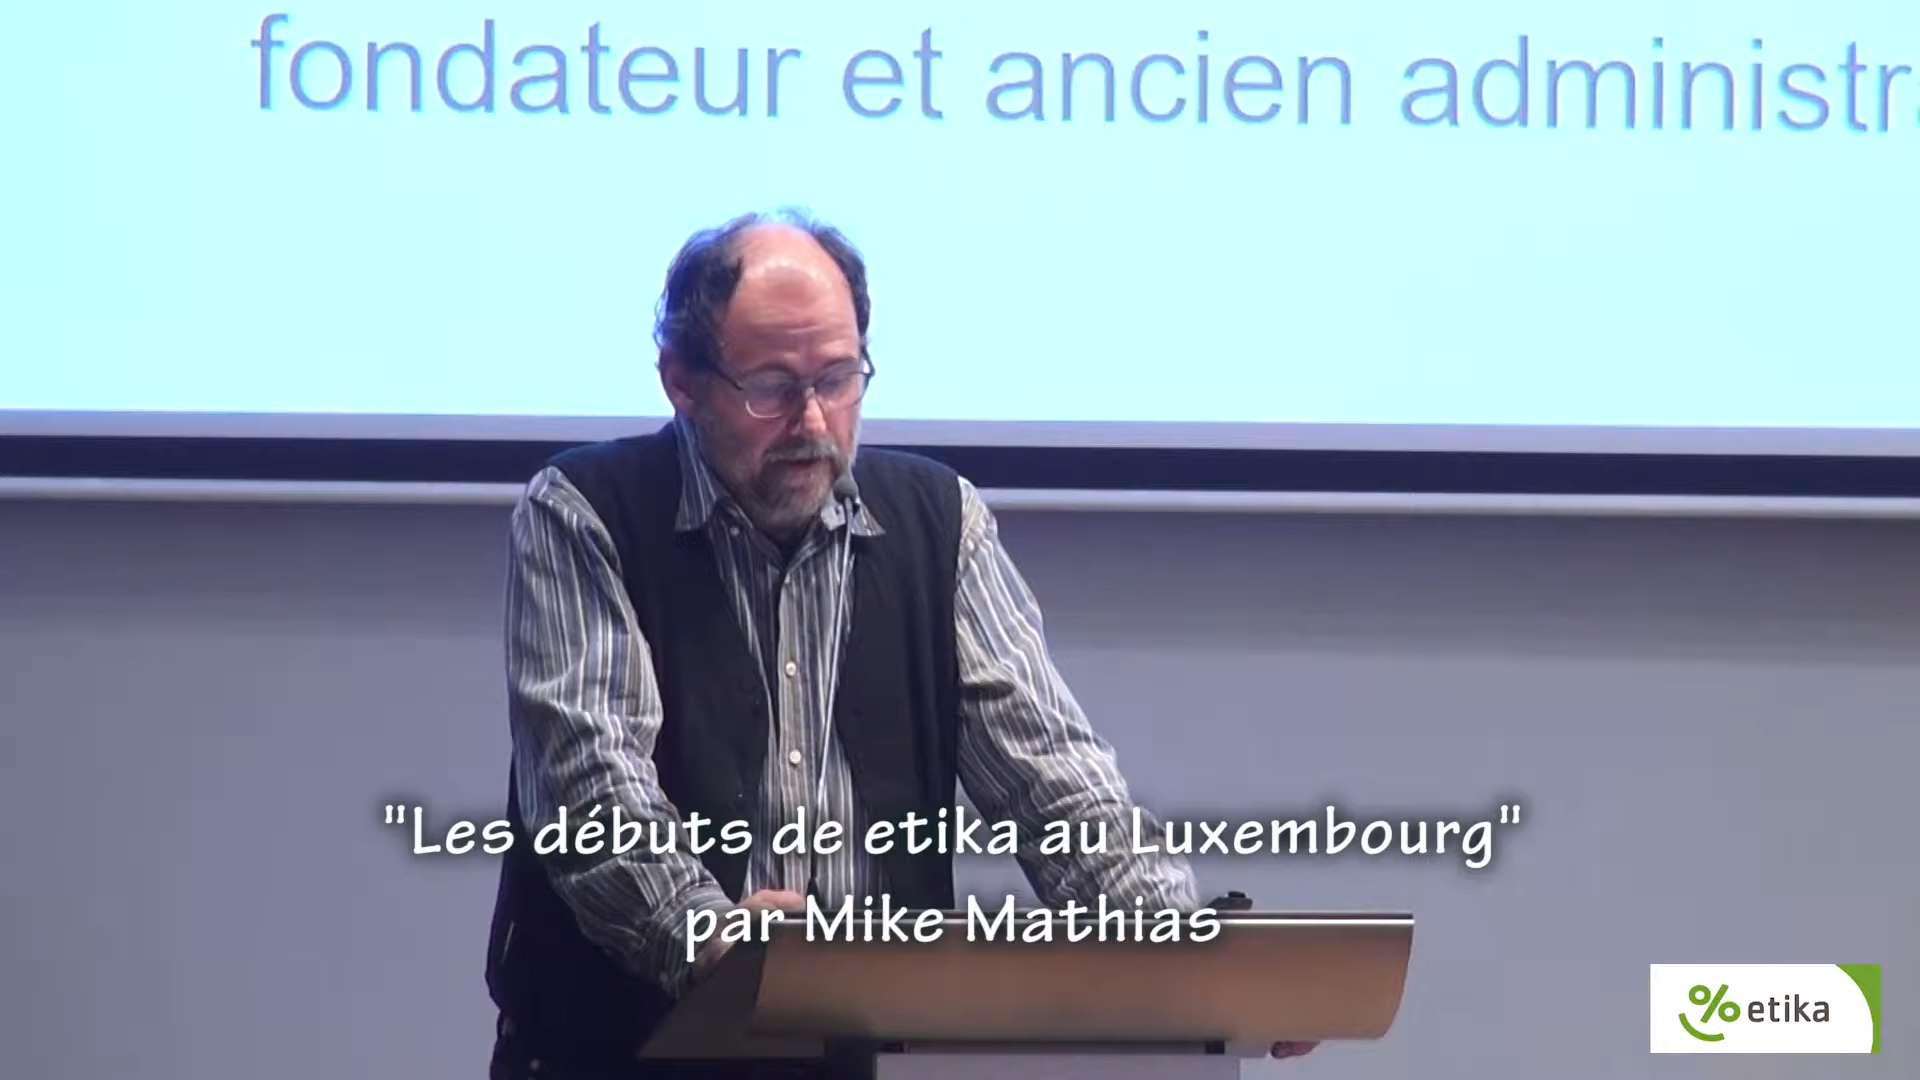 fondateur et ancien administr
"Les débuts de etika au Luxembourg"
par Mike Mathias
% etika